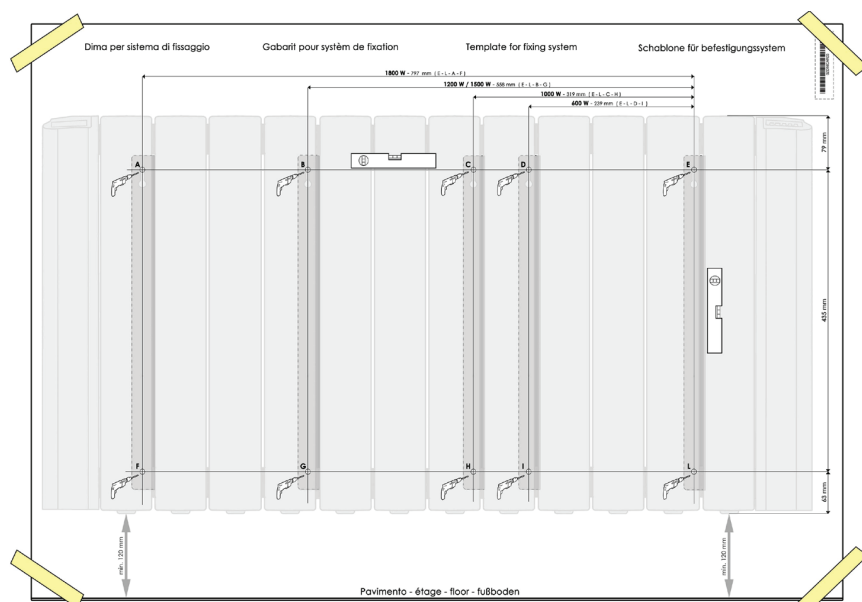 Dima per sistema di fissaggio
Gabarit pour systèm de fixation
Template for fixing system
Schablone für befestigungssystem
1800 W - 797 mm ( E - L - A - F )
1200 W / 1500 W - 558 mm ( E - L - B - G )
1000 W - 319 mm ( E - L - C - H )
600 W - 239 mm ( E - L - D - I )
79 mm
A
B
C
D
E
435 mm
F
G
H
I
L
63 mm
min. 120 mm
min. 120 mm
Pavimento - étage - floor - fußboden